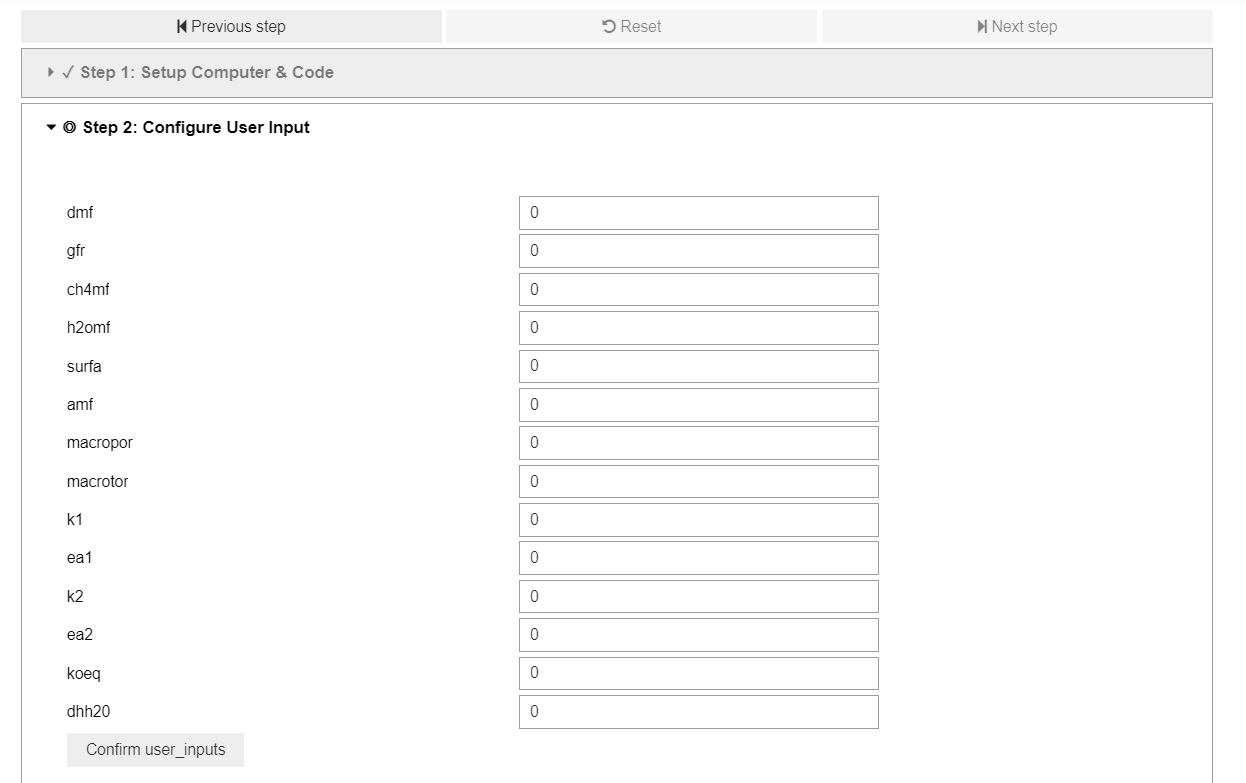 Previous step Reset Next step
Step 1: Setup Computer & Code
Step 2: Configure User Input
dmf 0
gfr 0
ch4mf 0
h2omf 0
surfa 0
amf 0
macropor 0
macrotor 0
k1 0
ea1 0
k2 0
ea2 0
koeq 0
dhh20 0
Confirm user_inputs